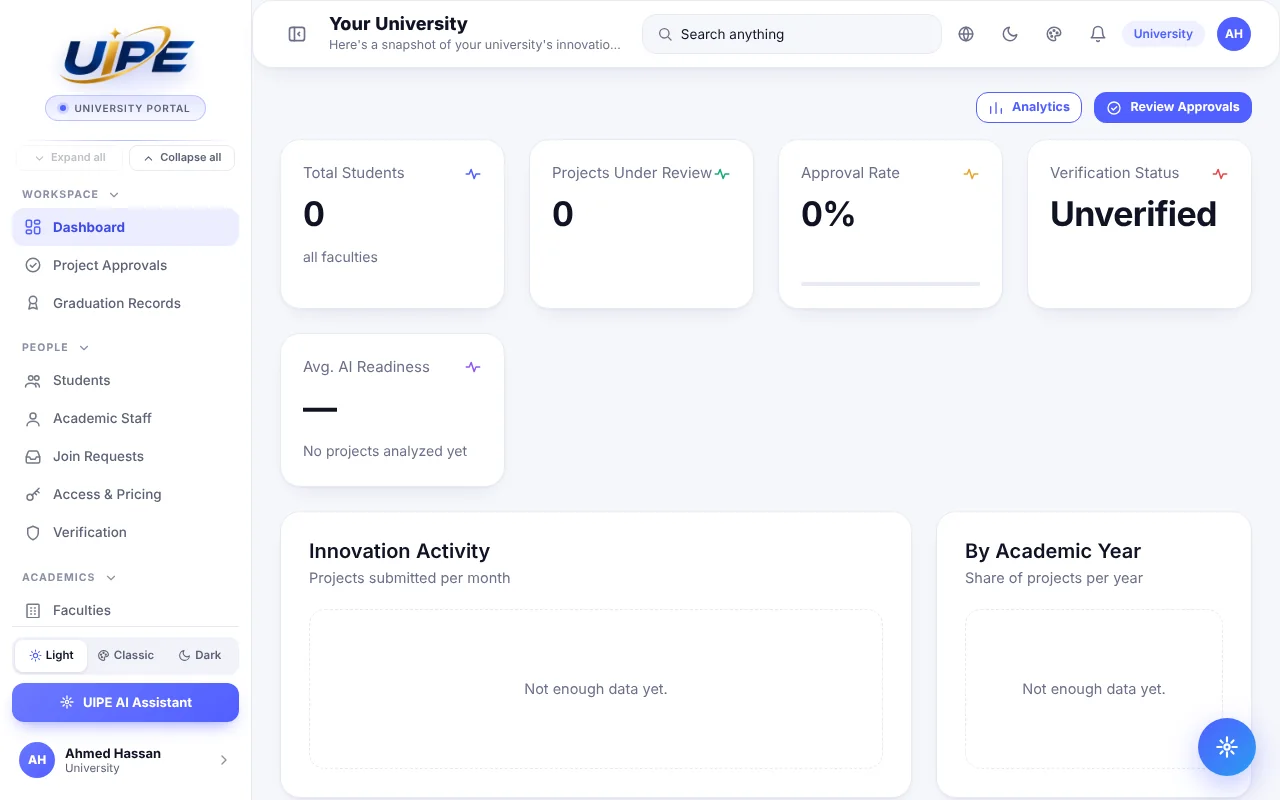 UIPE
UNIVERSITY PORTAL
Expand all
Collapse all
WORKSPACE
Dashboard
Project Approvals
Graduation Records
PEOPLE
Students
Academic Staff
Join Requests
Access & Pricing
Verification
ACADEMICS
Faculties
Light
Classic
Dark
UIPE AI Assistant
AH
Ahmed Hassan
University
Your University
Here's a snapshot of your university's innovatio...
Search anything
University
AH
Analytics
Review Approvals
Total Students
0
all faculties
Projects Under Review
0
Approval Rate
0%
Verification Status
Unverified
Avg. AI Readiness
—
No projects analyzed yet
Innovation Activity
Projects submitted per month
Not enough data yet.
By Academic Year
Share of projects per year
Not enough data yet.